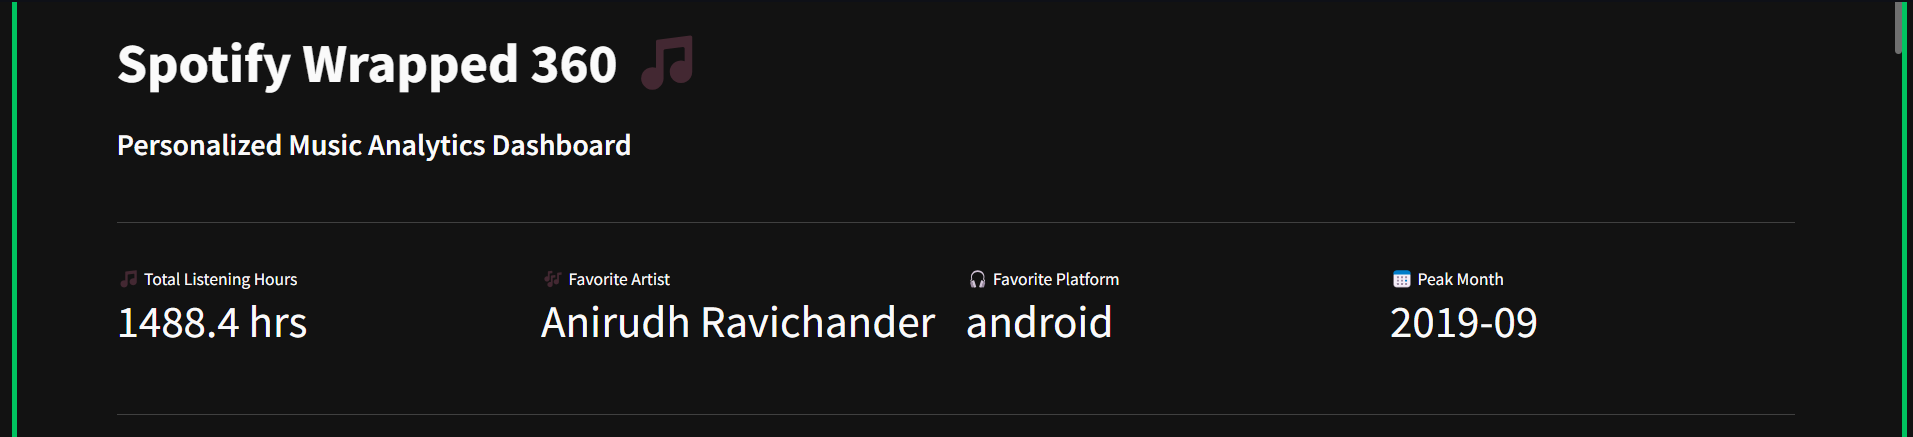 Spotify Wrapped 360
Personalized Music Analytics Dashboard
Total Listening Hours
1488.4 hrs
Favorite Artist
Anirudh Ravichander
Favorite Platform
android
Peak Month
2019-09